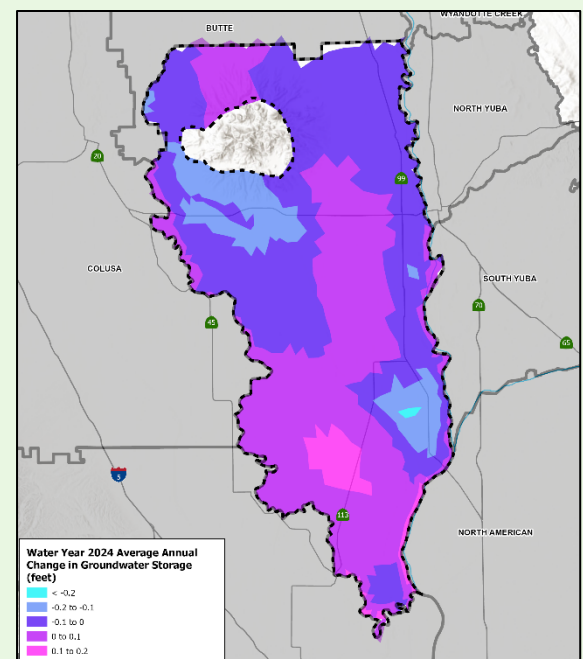 WYANDOTTE CREEK
BUTTE
NORTH YUBA
20
99
COLUSA
SOUTH YUBA
70
45
65
5
113
NORTH AMERICAN
Water Year 2024 Average Annual
Change in Groundwater Storage
(feet)
< -0.2
-0.2 to -0.1
-0.1 to 0
0 to 0.1
0.1 to 0.2